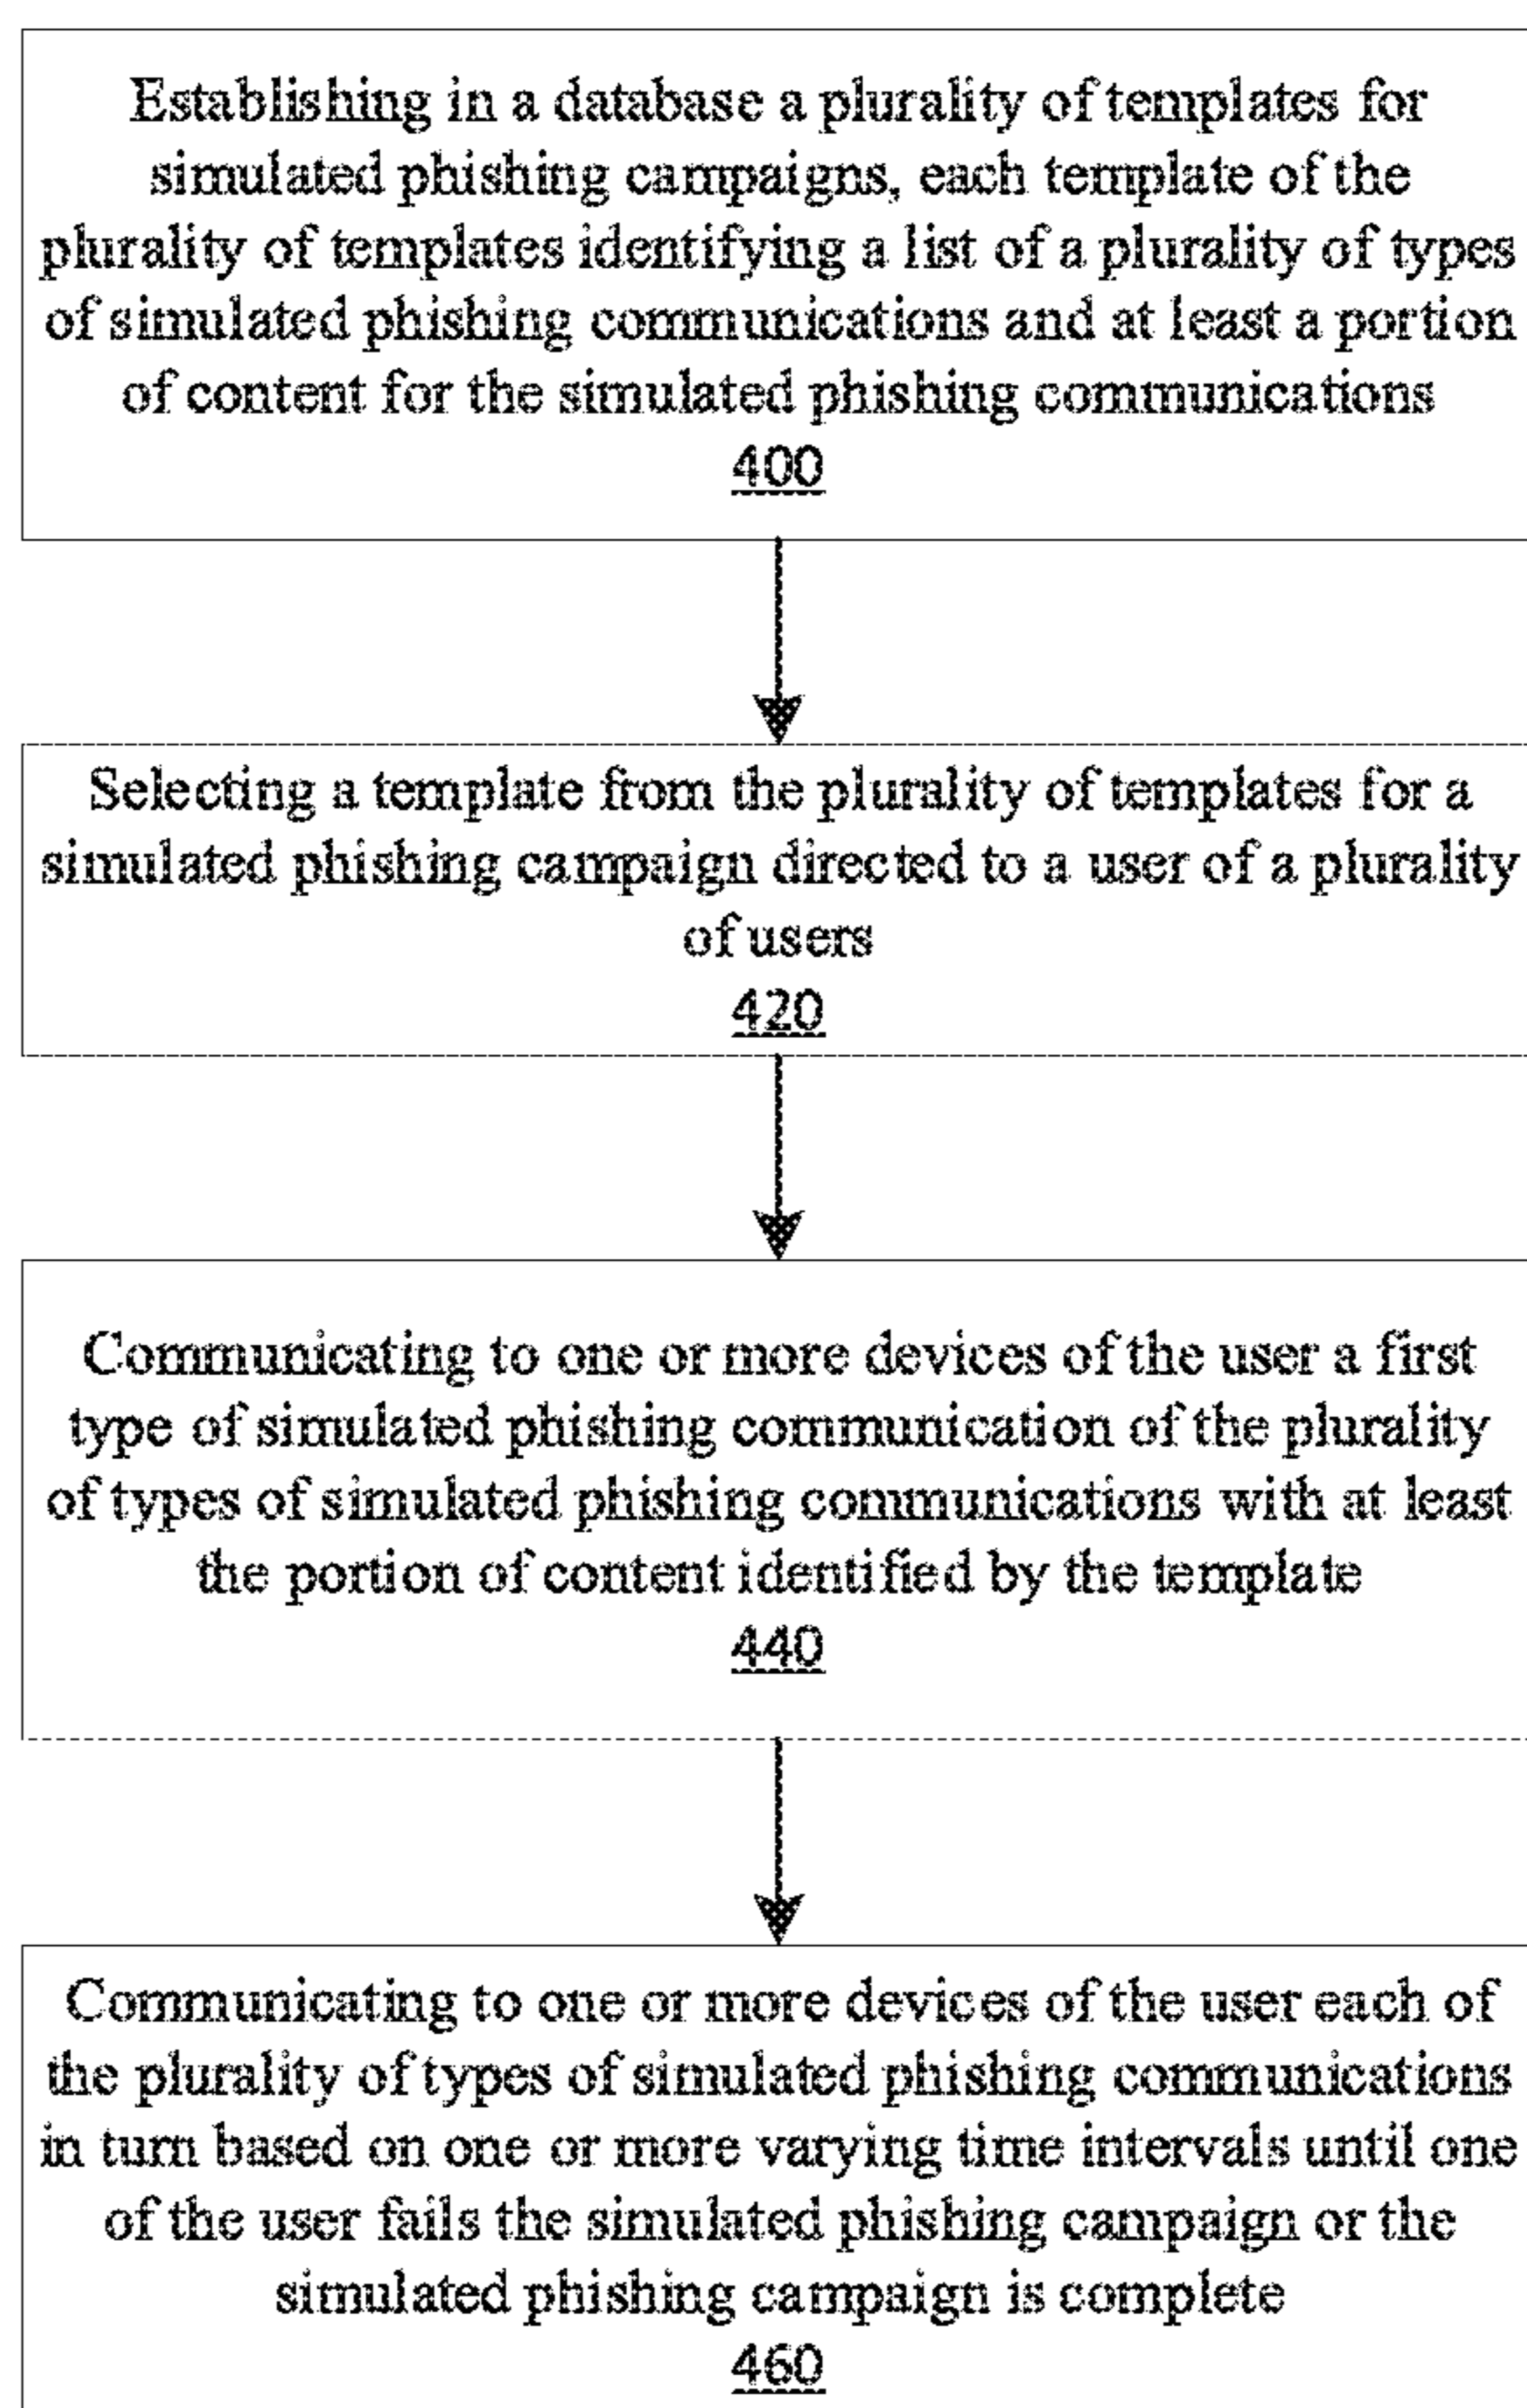 Establishing in a database a plurality of templates for
simulated phishing campaigns, each template of the
plurality of templates identifying a list of a plurality of types
of simulated phishing communications and at least a portion
of content for the simulated phishing communications
400
Selecting a template from the plurality of templates for a
simulated phishing campaign directed to a user of a plurality
of users
420
Communicating to one or more devices of the user a first
type of simulated phishing communication of the plurality
of types of simulated phishing communications with at least
the portion of content identified by the template
440
Communicating to one or more devices of the user each of
the plurality of types of simulated phishing communications
in turn based on one or more varying time intervals until one
of the user fails the simulated phishing campaign or the
simulated phishing campaign is complete
460